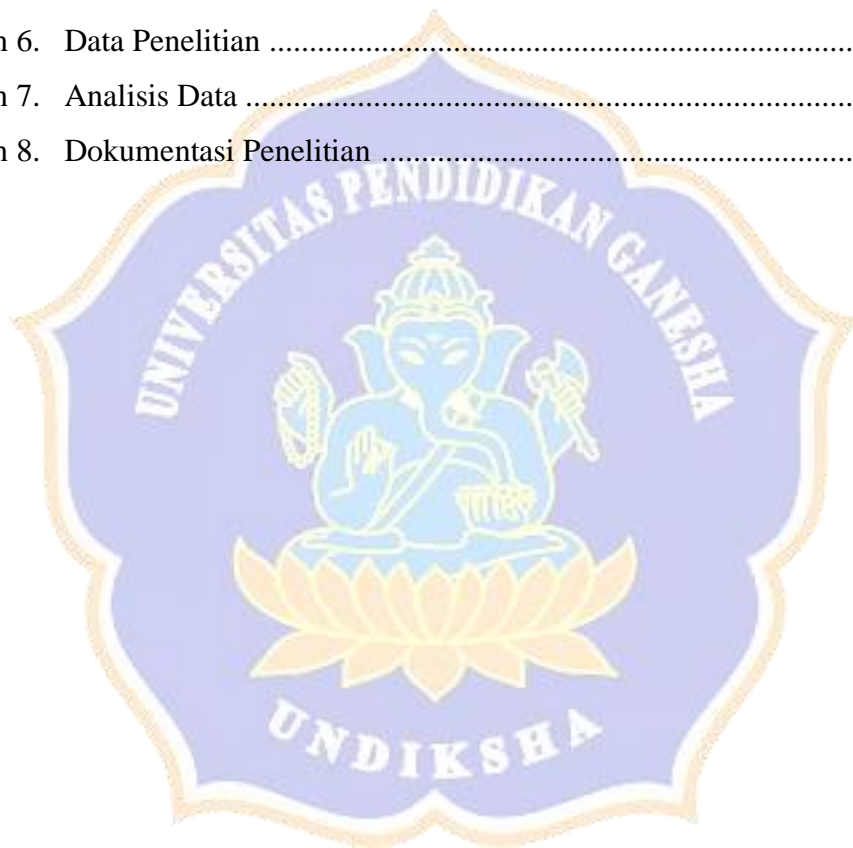 n 6. Data Penelitian ........................................................................
n 7. Analisis Data ...........................................................................
n 8. Dokumentasi Penelitian ..........................................................
UNIVERSITAS PENDIDIKAN GANESHA
UNDIKSHA